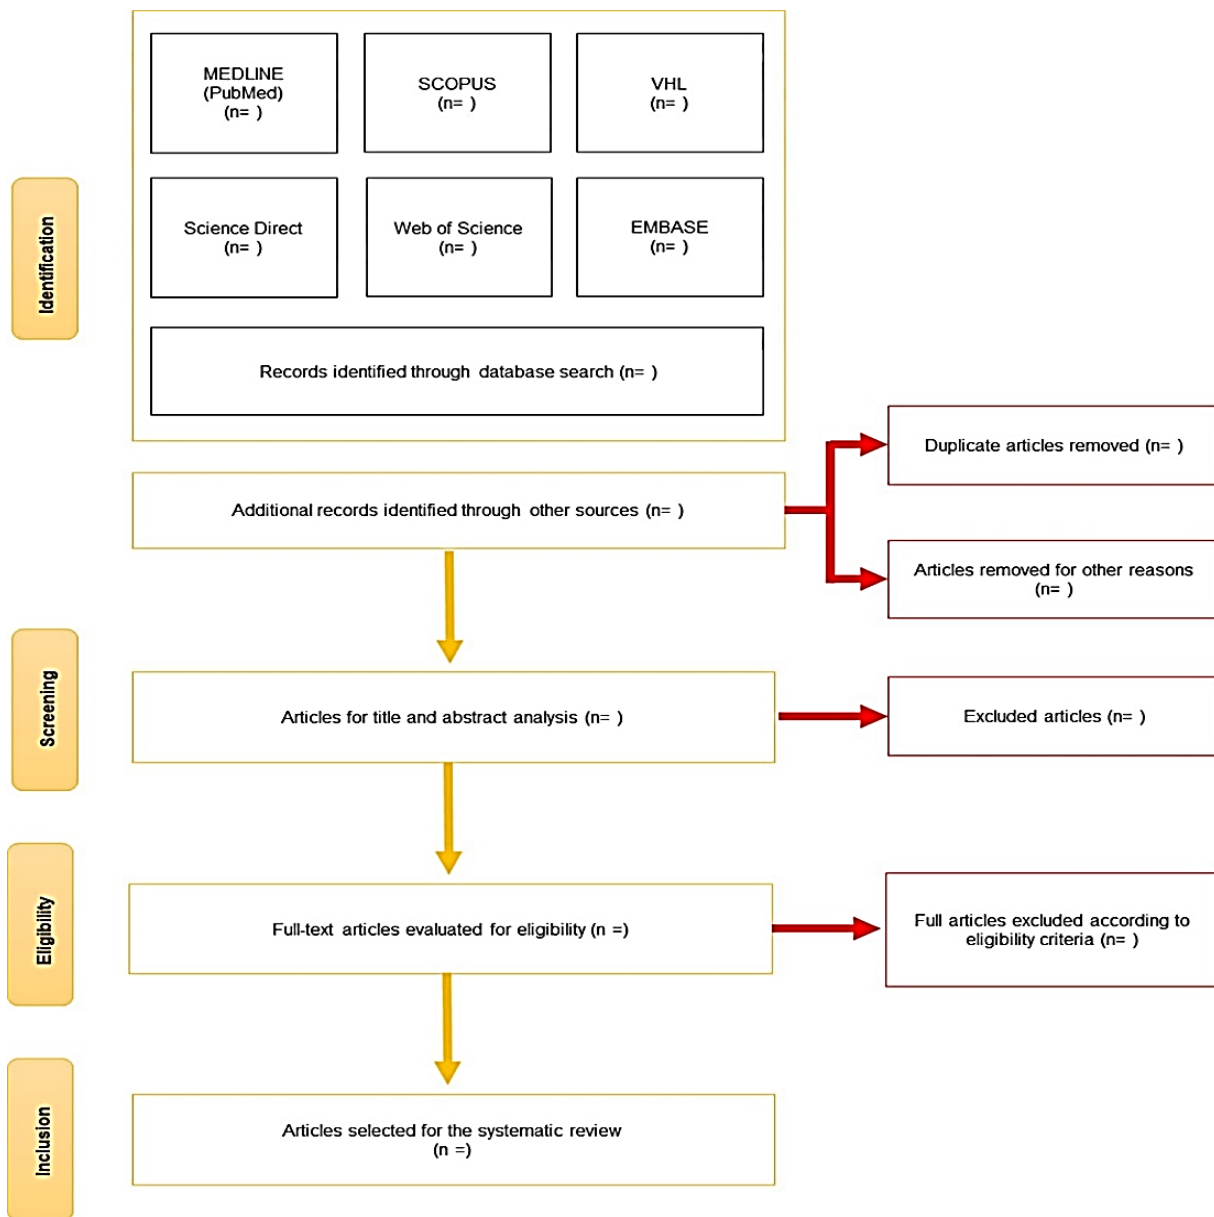 MEDLINE
(PubMed)
(n= )
SCOPUS
(n= )
VHL
(n= )
Science Direct
(n= )
Web of Science
(n= )
EMBASE
(n= )
Identification
Records identified through database search (n= )
Duplicate articles removed (n= )
Additional records identified through other sources (n= )
Articles removed for other reasons
(n= )
Screening
Articles for title and abstract analysis (n= )
Excluded articles (n= )
Eligibility
Full-text articles evaluated for eligibility (n =)
Full articles excluded according to
eligibility criteria (n= )
Inclusion
Articles selected for the systematic review
(n =)